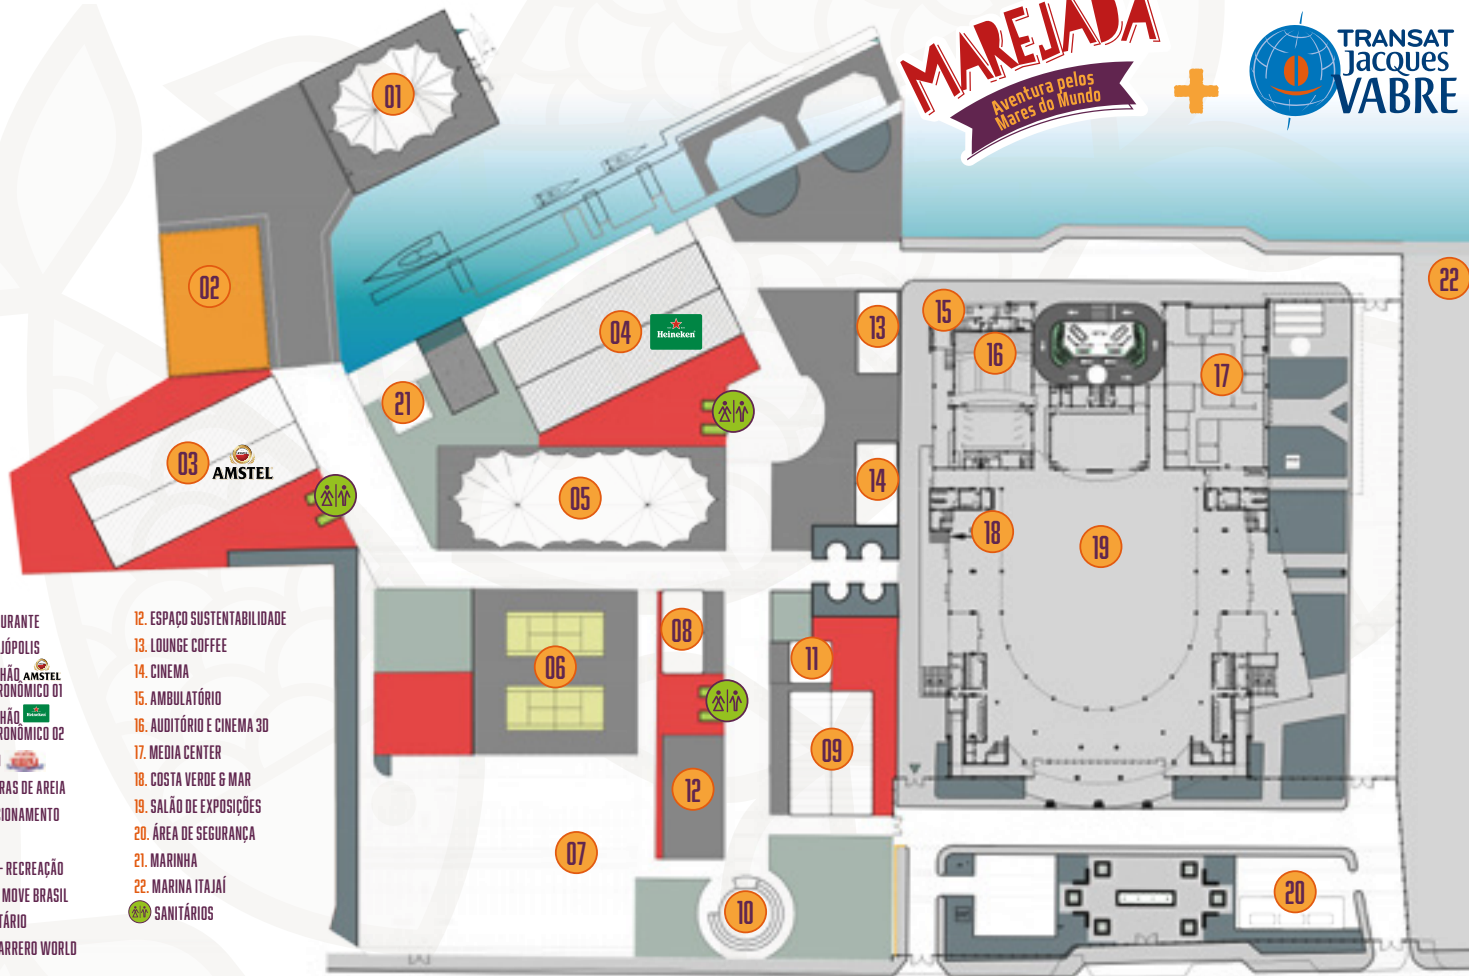 MAREJADA
Aventura pelos
Mares do Mundo
TRANSAT
Jacques
VABRE
01
02
03
AMSTEL
04
Heineken
05
06
07
08
09
10
11
12
13
14
15
16
17
18
19
20
21
22
URANTE
JÓPOLIS
HÃO AMSTEL
RONÔMICO 01
HÃO Heineken
RONÔMICO 02
RAS DE AREIA
IONAMENTO
- RECREAÇÃO
MOVE BRASIL
TÁRIO
ARRERO WORLD
12. ESPAÇO SUSTENTABILIDADE
13. LOUNGE COFFEE
14. CINEMA
15. AMBULATÓRIO
16. AUDITÓRIO E CINEMA 3D
17. MEDIA CENTER
18. COSTA VERDE & MAR
19. SALÃO DE EXPOSIÇÕES
20. ÁREA DE SEGURANÇA
21. MARINHA
22. MARINA ITAJAÍ
SANITÁRIOS